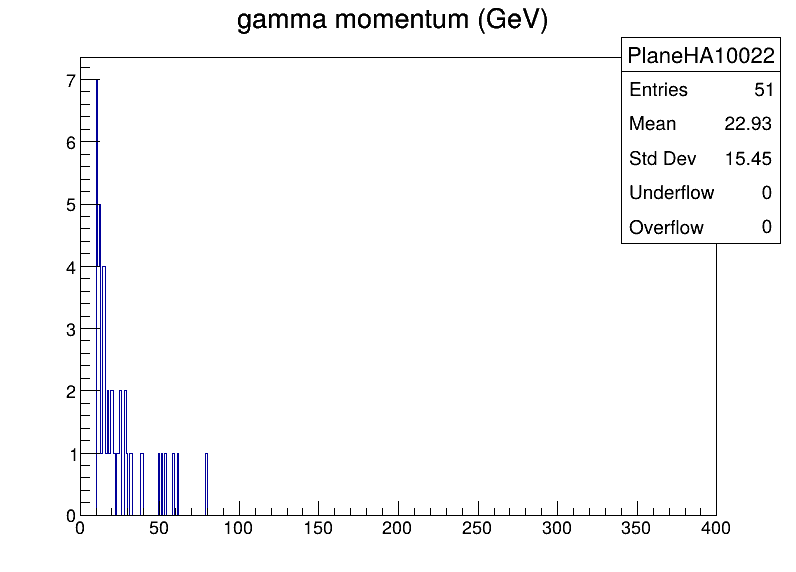 gamma momentum (GeV)
PlaneHA10022
Entries 51
Mean 22.93
Std Dev 15.45
Underflow 0
Overflow 0
7
6
5
4
3
2
1
0
0 50 100 150 200 250 300 350 400